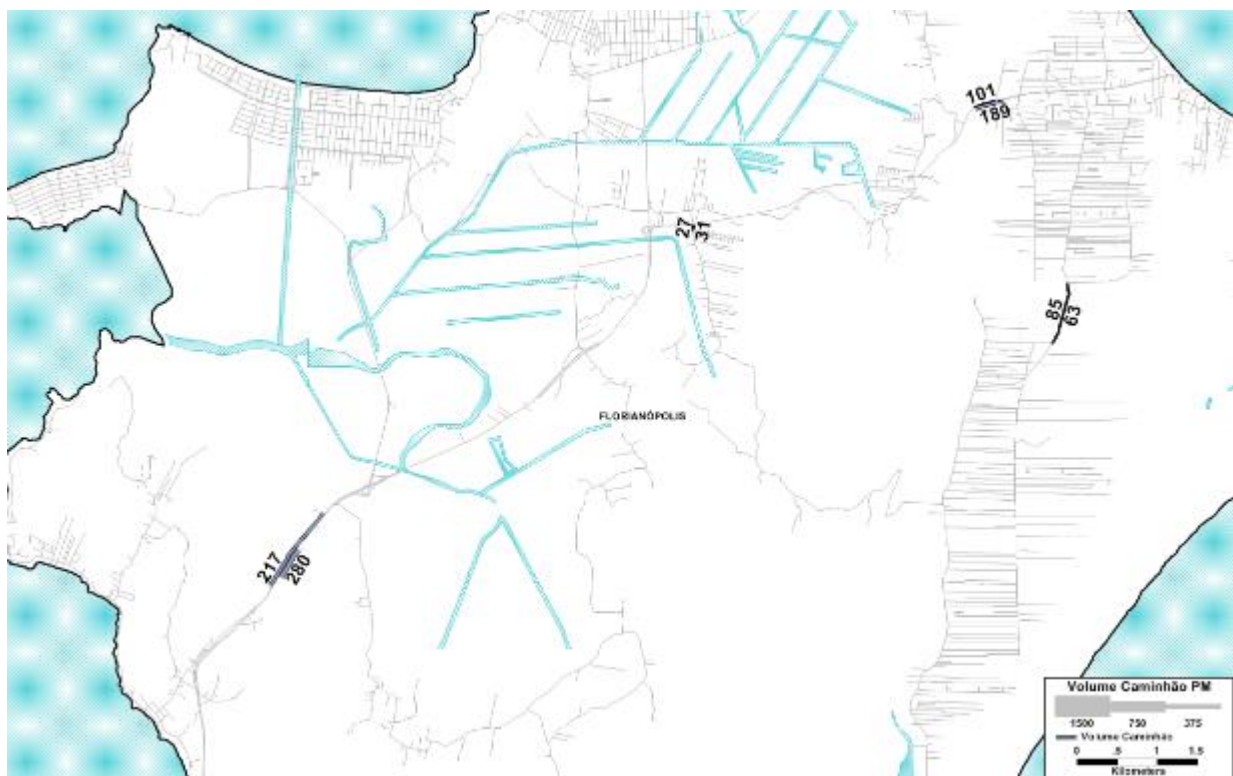 101
189
27
31
85
63
FLORIANÓPOLIS
217
280
Volume Caminhão PM
1500 750 375
Volume Caminhão
0 .5 1 1.5
Kilometers